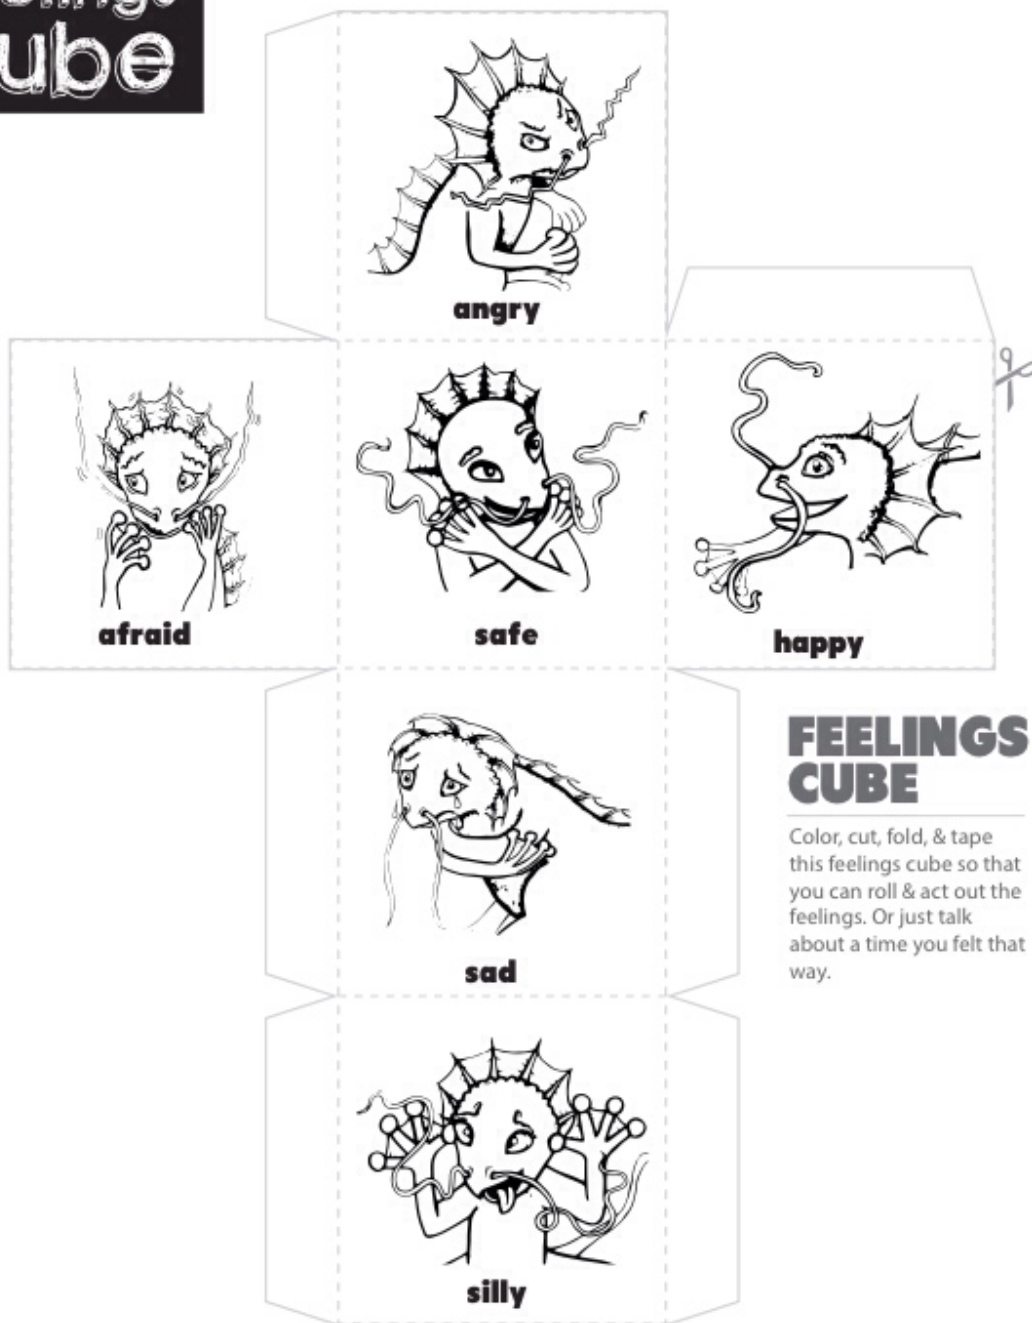 ube
angry
afraid
safe
happy
sad
FEELINGS
CUBE
Color, cut, fold, & tape
this feelings cube so that
you can roll & act out the
feelings. Or just talk
about a time you felt that
way.
silly